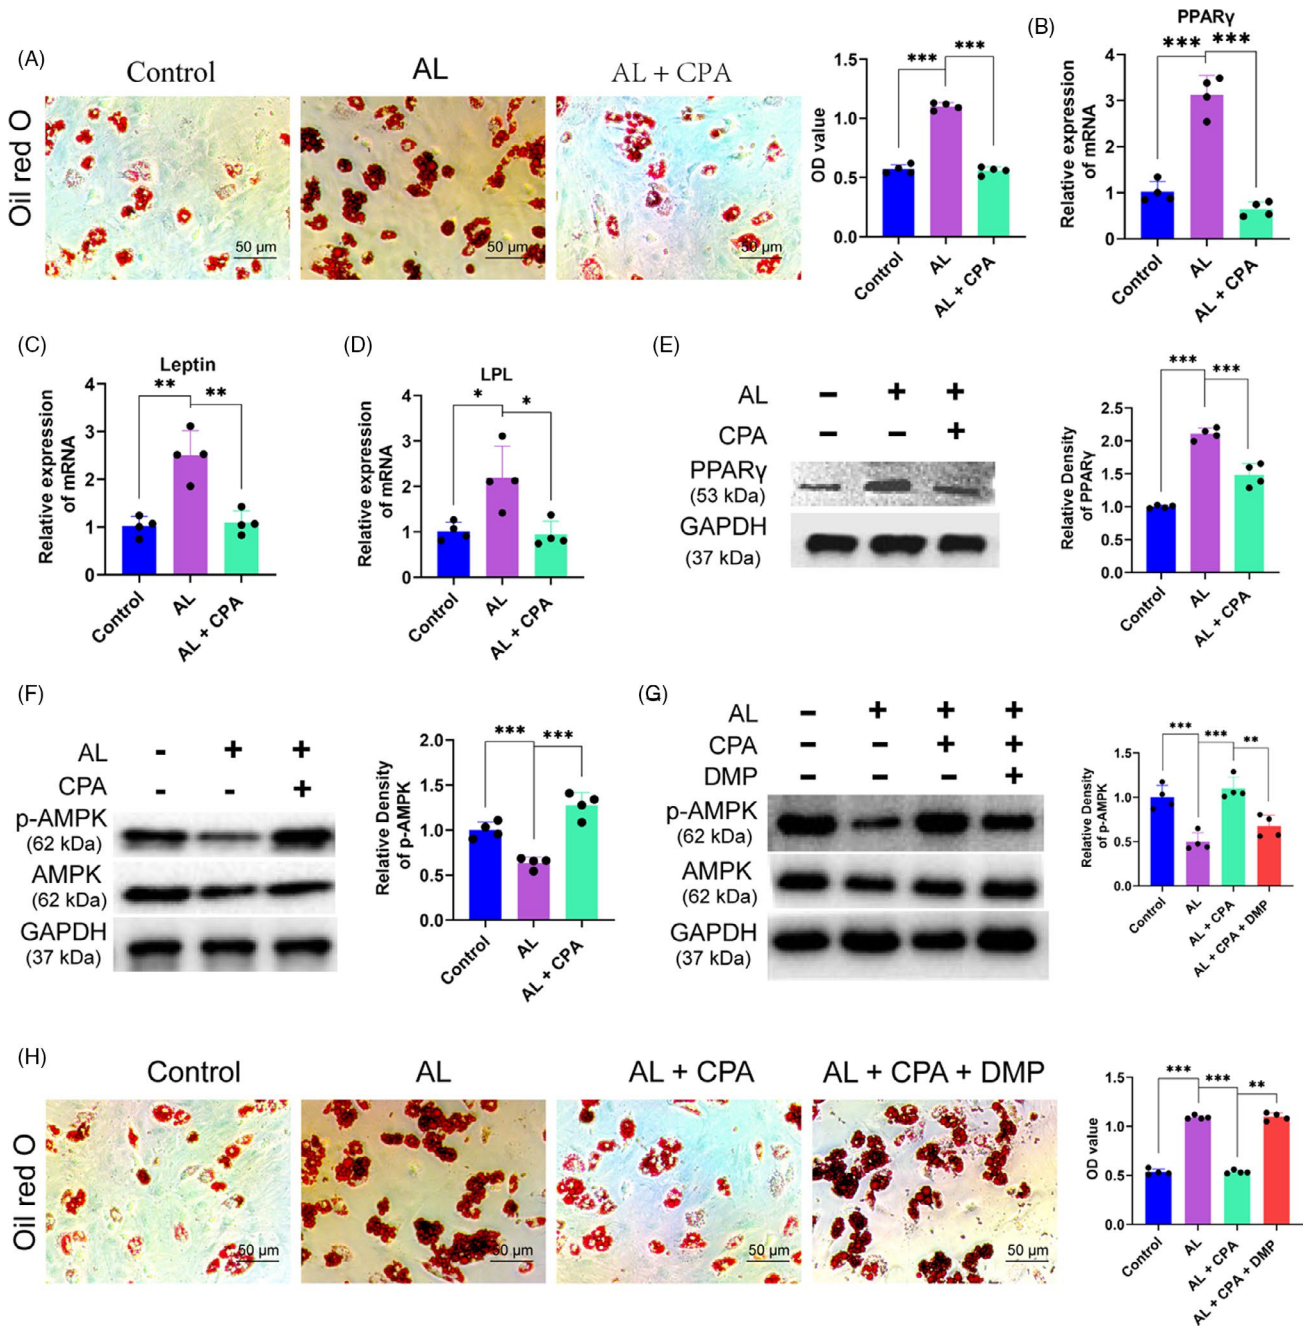 (A)
Control
AL
AL + CPA
Oil red O
50 µm
50 µm
50 µm
OD value
1.5
1.0
0.5
0.0
*** ***
Control
AL
AL + CPA
(B)
PPARγ
Relative expression
of mRNA
4
3
2
1
0
*** ***
Control
AL
AL + CPA
(C)
Leptin
Relative expression
of mRNA
4
3
2
1
0
** **
Control
AL
AL + CPA
(D)
LPL
Relative expression
of mRNA
4
3
2
1
0
* *
Control
AL
AL + CPA
(E)
AL - + +
CPA - - +
PPARγ
(53 kDa)
GAPDH
(37 kDa)
Relative Density
of PPARγ
2.5
2.0
1.5
1.0
0.5
0.0
*** ***
Control
AL
AL + CPA
(F)
AL - + +
CPA - - +
p-AMPK
(62 kDa)
AMPK
(62 kDa)
GAPDH
(37 kDa)
Relative Density
of p-AMPK
2.0
1.5
1.0
0.5
0.0
*** ***
Control
AL
AL + CPA
(G)
AL - + + +
CPA - - + +
DMP - - - +
p-AMPK
(62 kDa)
AMPK
(62 kDa)
GAPDH
(37 kDa)
Relative Density
of p-AMPK
1.5
1.0
0.5
0.0
*** *** **
Control
AL
AL + CPA
AL + CPA + DMP
(H)
Control
AL
AL + CPA
AL + CPA + DMP
Oil red O
50 µm
50 µm
50 µm
50 µm
OD value
1.5
1.0
0.5
0.0
*** *** **
Control
AL
AL + CPA
AL + CPA + DMP